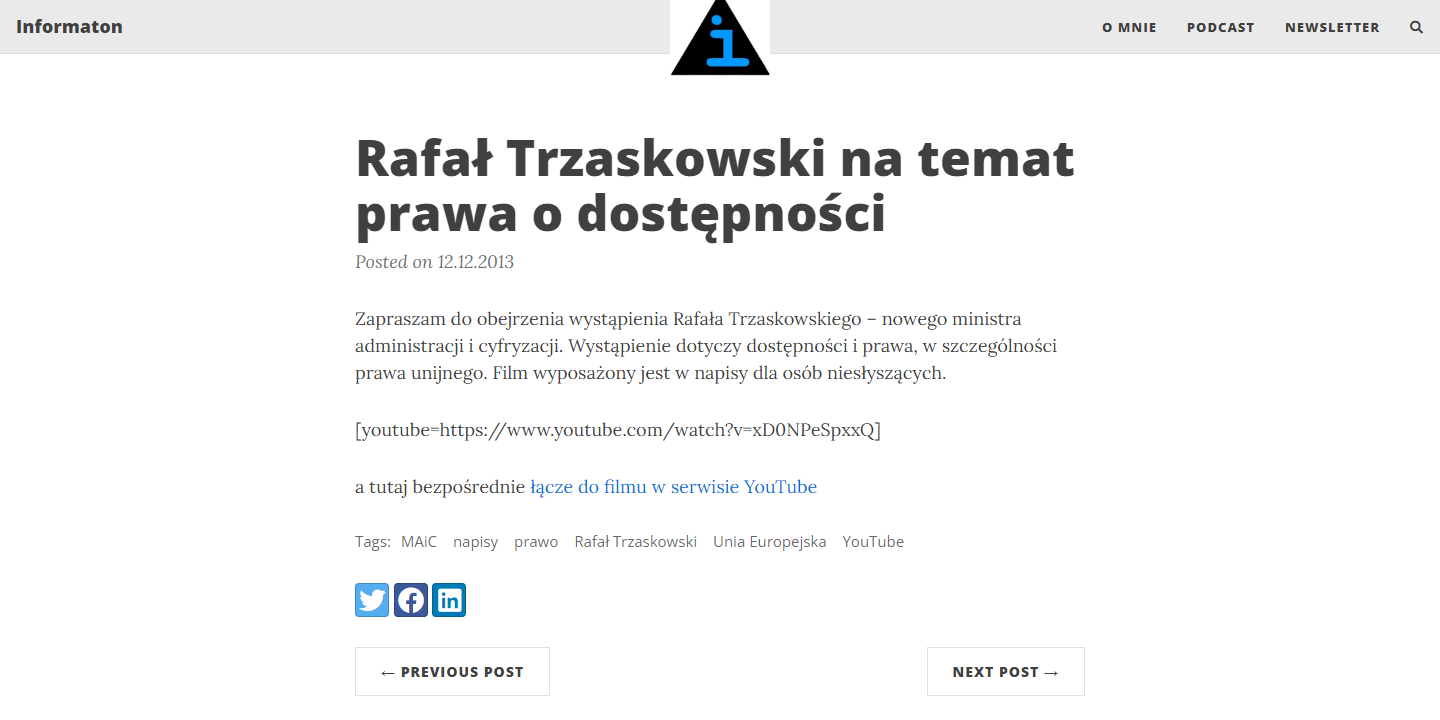 Informaton
i
O MNIE
PODCAST
NEWSLETTER
Rafał Trzaskowski na temat
prawa o dostępności
Posted on 12.12.2013
Zapraszam do obejrzenia wystąpienia Rafała Trzaskowskiego – nowego ministra
administracji i cyfryzacji. Wystąpienie dotyczy dostępności i prawa, w szczególności
prawa unijnego. Film wyposażony jest w napisy dla osób niesłyszących.
[youtube=https://www.youtube.com/watch?v=xD0NPeSpxxQ]
a tutaj bezpośrednie łącze do filmu w serwisie YouTube
Tags: MAiC napisy prawo Rafał Trzaskowski Unia Europejska YouTube
← PREVIOUS POST
NEXT POST →